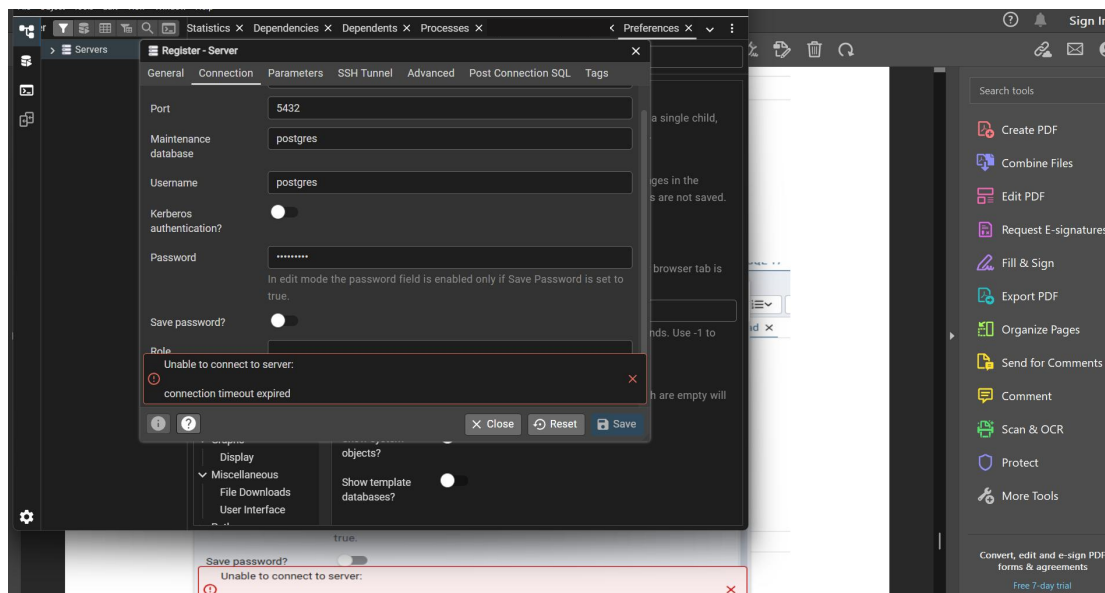 Sign In
Statistics X Dependencies X Dependents X Processes X
Preferences X
Servers
Register - Server
General Connection Parameters SSH Tunnel Advanced Post Connection SQL Tags
Port
5432
Maintenance
database
postgres
Username
postgres
Kerberos
authentication?
Password
•••••••••
In edit mode the password field is enabled only if Save Password is set to
true.
Save password?
Role
Unable to connect to server:
connection timeout expired
Close
Reset
Save
a single child,
ges in the
s are not saved.
browser tab is
nds. Use -1 to
h are empty will
Display
objects?
Miscellaneous
File Downloads
User Interface
Show template
databases?
true.
Save password?
Unable to connect to server:
Search tools
Create PDF
Combine Files
Edit PDF
Request E-signatures
Fill & Sign
Export PDF
Organize Pages
Send for Comments
Comment
Scan & OCR
Protect
More Tools
Convert, edit and e-sign PDF
forms & agreements
Free 7-day trial